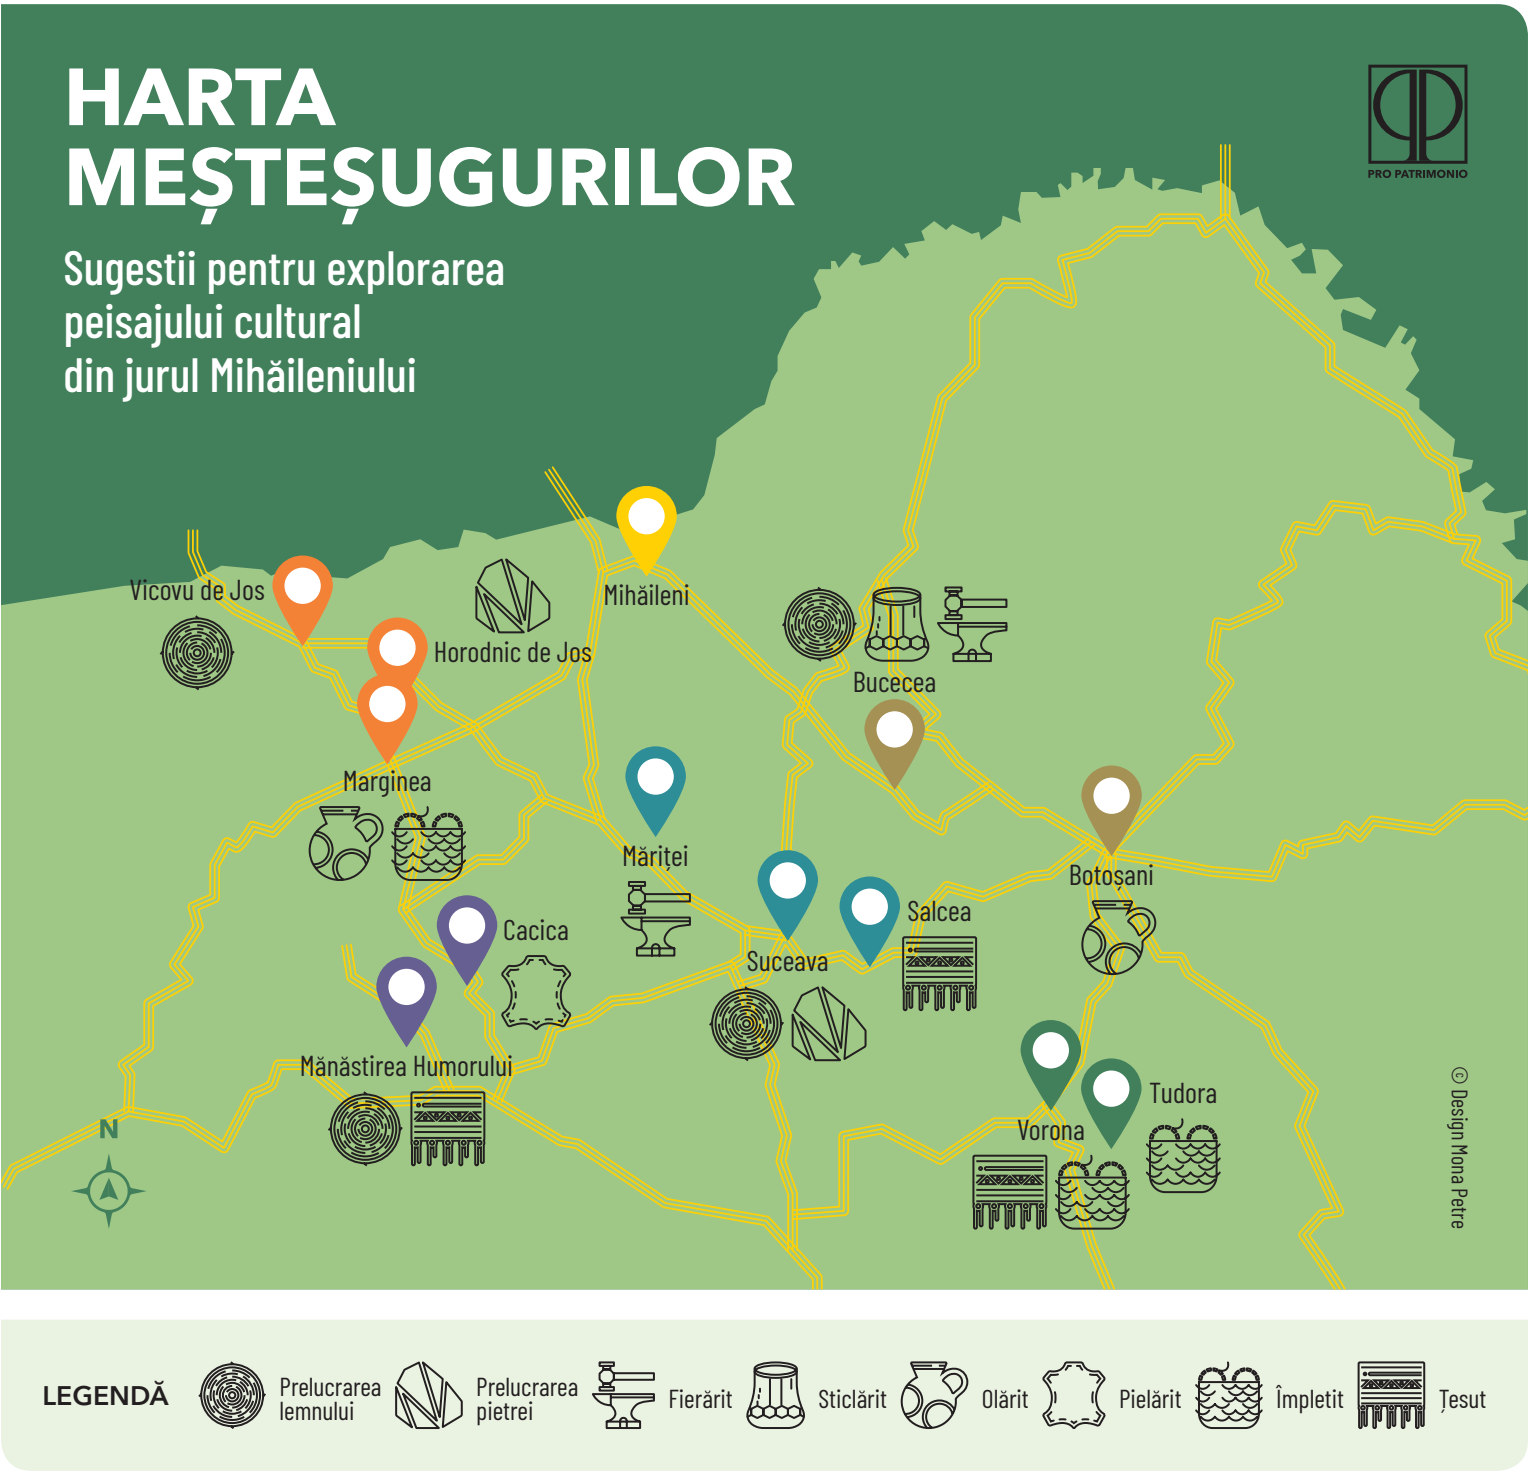 HARTA
MEȘTEȘUGURILOR
Sugestii pentru explorarea
peisajului cultural
din jurul Mihăileniului
PRO PATRIMONIO
Vicovu de Jos
Horodnic de Jos
Mihăileni
Bucecea
Marginea
Măriței
Botoșani
Cacica
Salcea
Suceava
Mănăstirea Humorului
Tudora
Vorona
N
© Design Mona Petre
LEGENDĂ
Prelucrarea
lemnului
Prelucrarea
pietrei
Fierărit
Sticlărit
Olărit
Pielărit
Împletit
Țesut